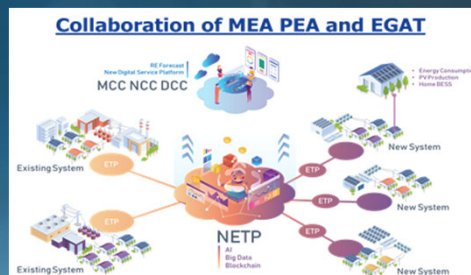 Collaboration of MEA PEA and EGAT
RE Forecast
New Digital Service Platform
MCC NCC DCC
• Energy Consumpt
• PV Production
• Home BESS
Existing System
ETP
ETP
New System
ETP
New System
Existing System
ETP
NETP
AI
Big Data
Blockchain
ETP
New System